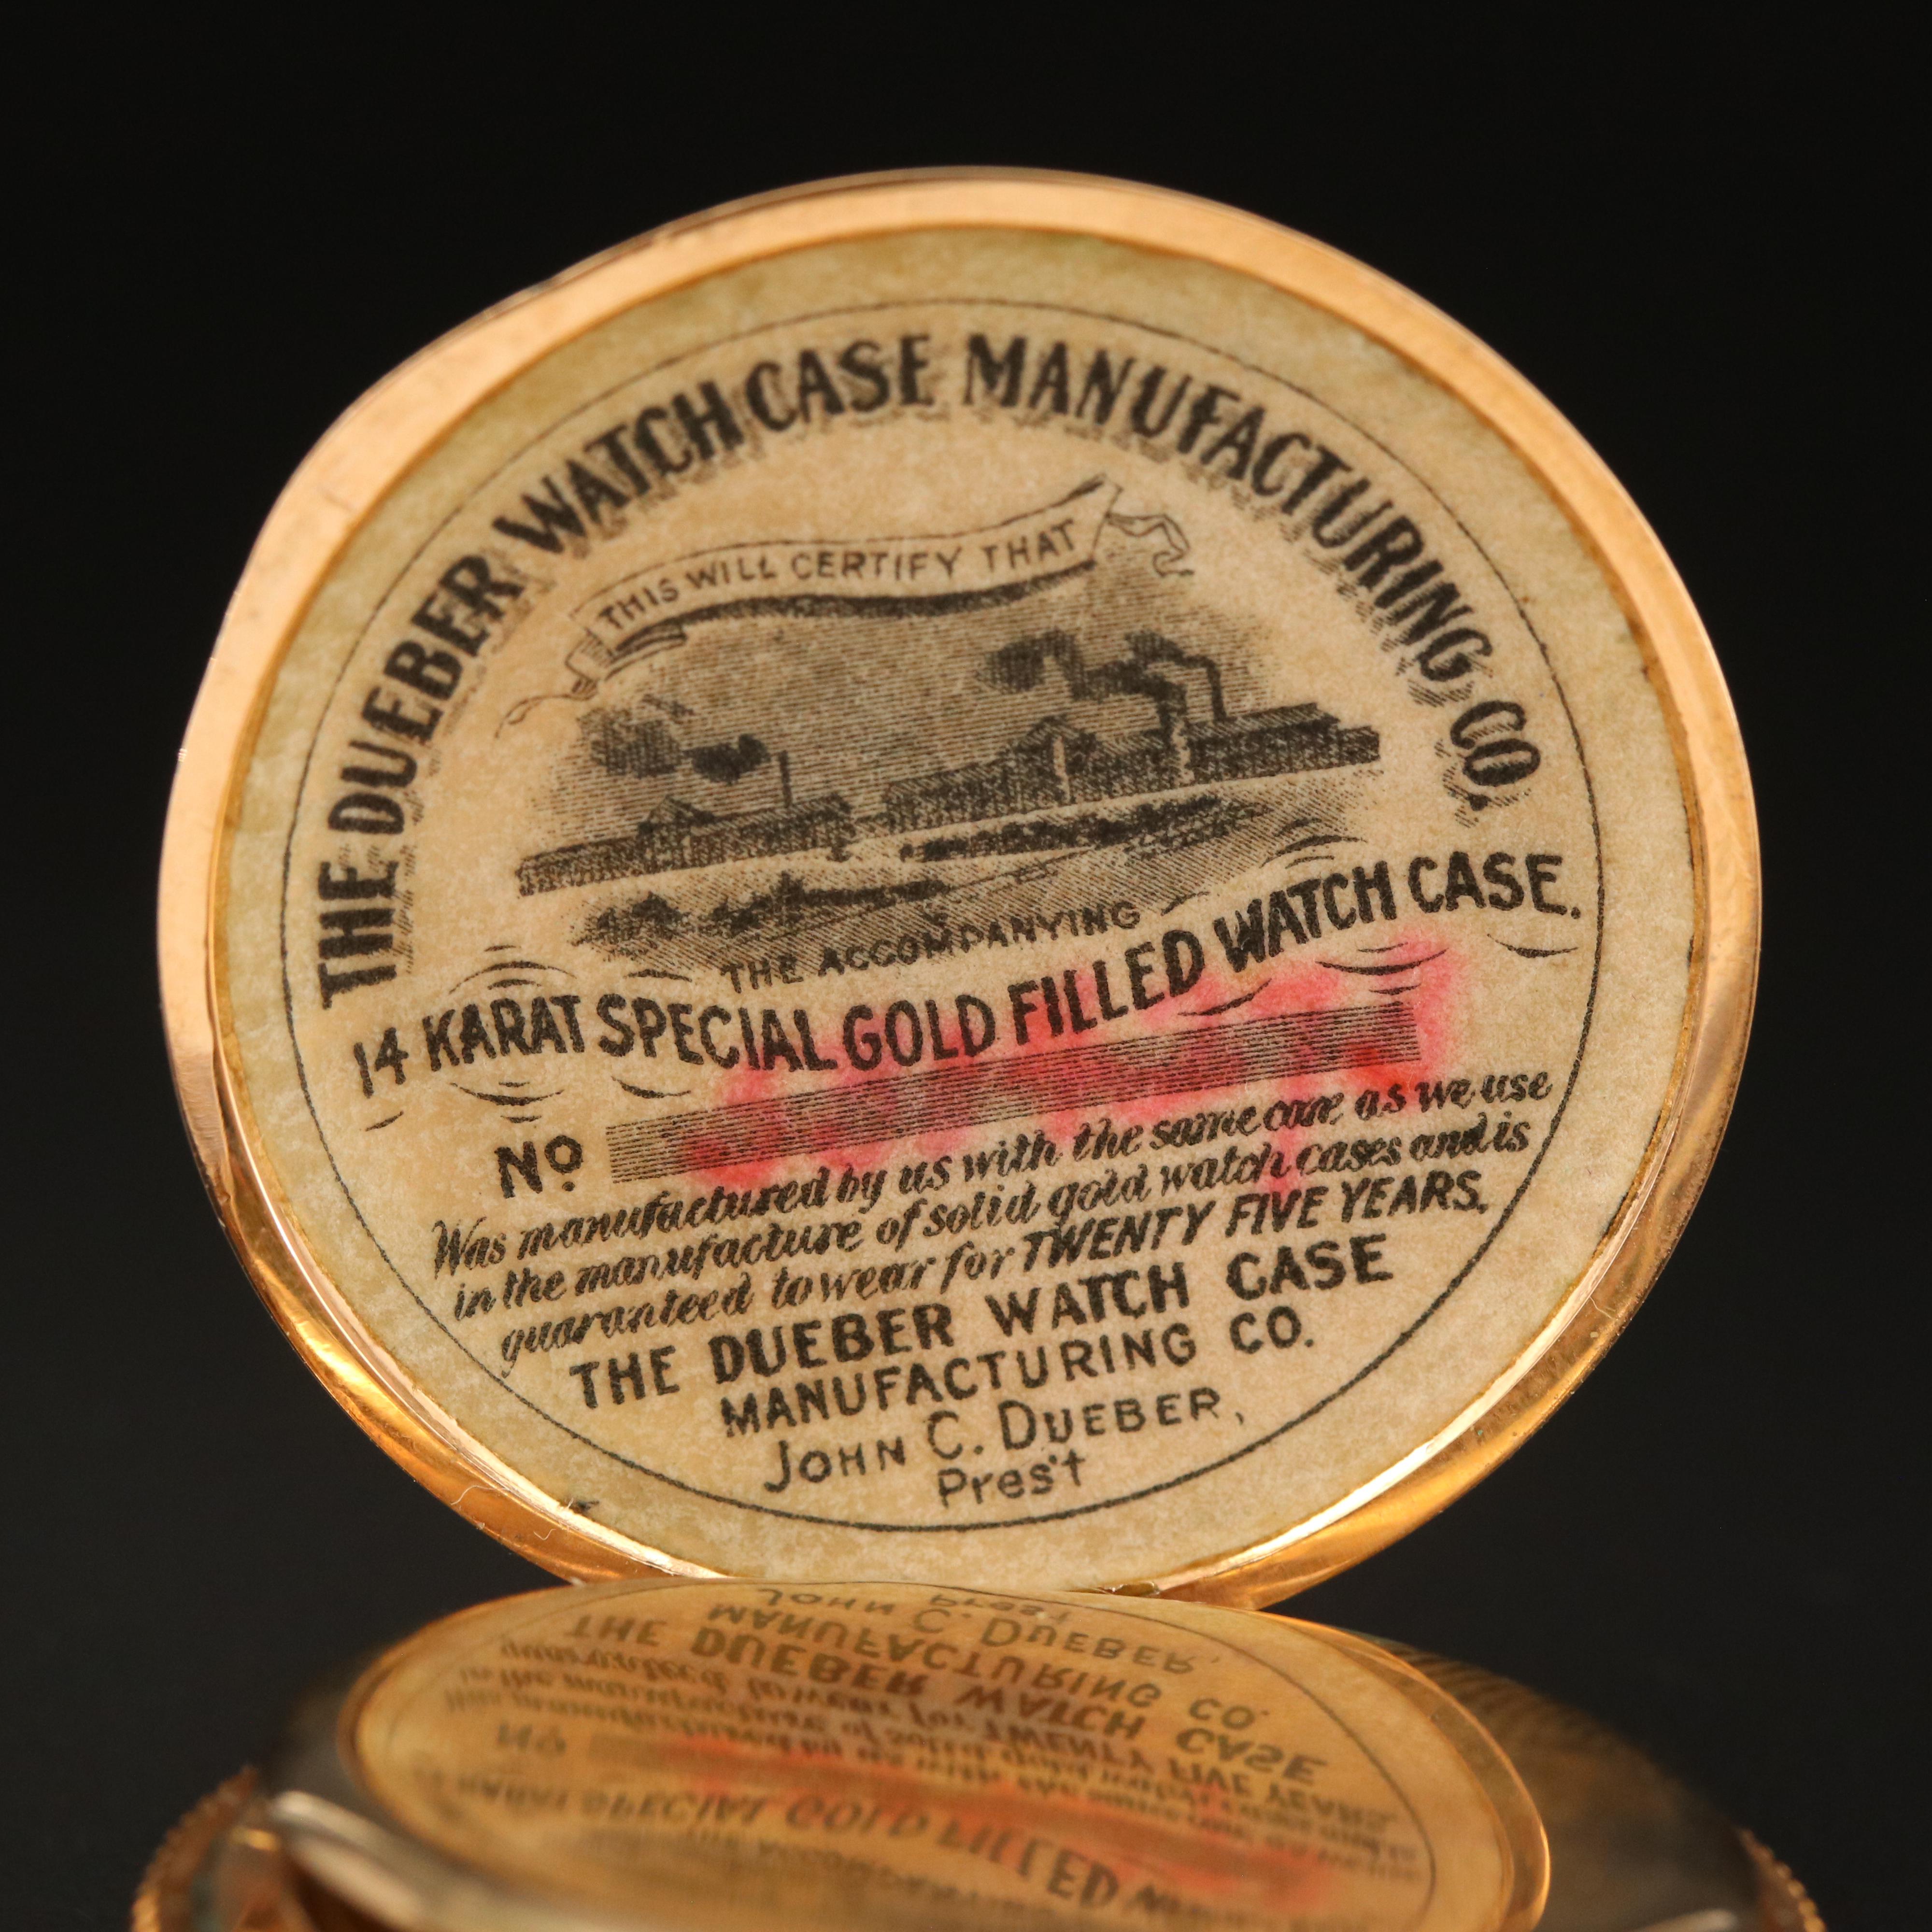 THE DUEBER WATCH CASE MANUFACTURING CO.
THIS WILL CERTIFY THAT
THE ACCOMPANYING
14 KARAT SPECIAL GOLD FILLED WATCH CASE.
No.
Was manufactured by us with the same care as we use
in the manufacture of solid gold watch cases and is
guaranteed to wear for TWENTY FIVE YEARS.
THE DUEBER WATCH CASE
MANUFACTURING CO.
JOHN C. DUEBER,
Pres't